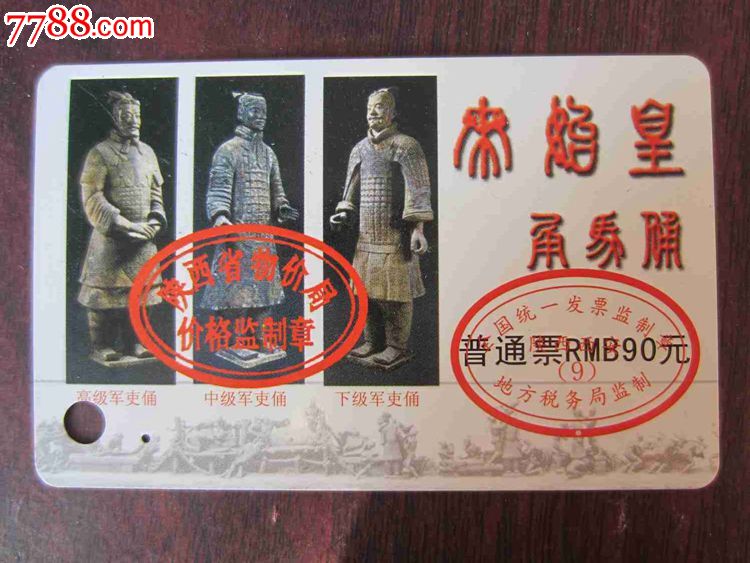 7788.com
秦始皇
兵马俑
陕西省物价局
价格监制章
全国统一发票监制章
陕西
普通票RMB90元
(9)
地方税务局监制
高级军吏俑
中级军吏俑
下级军吏俑